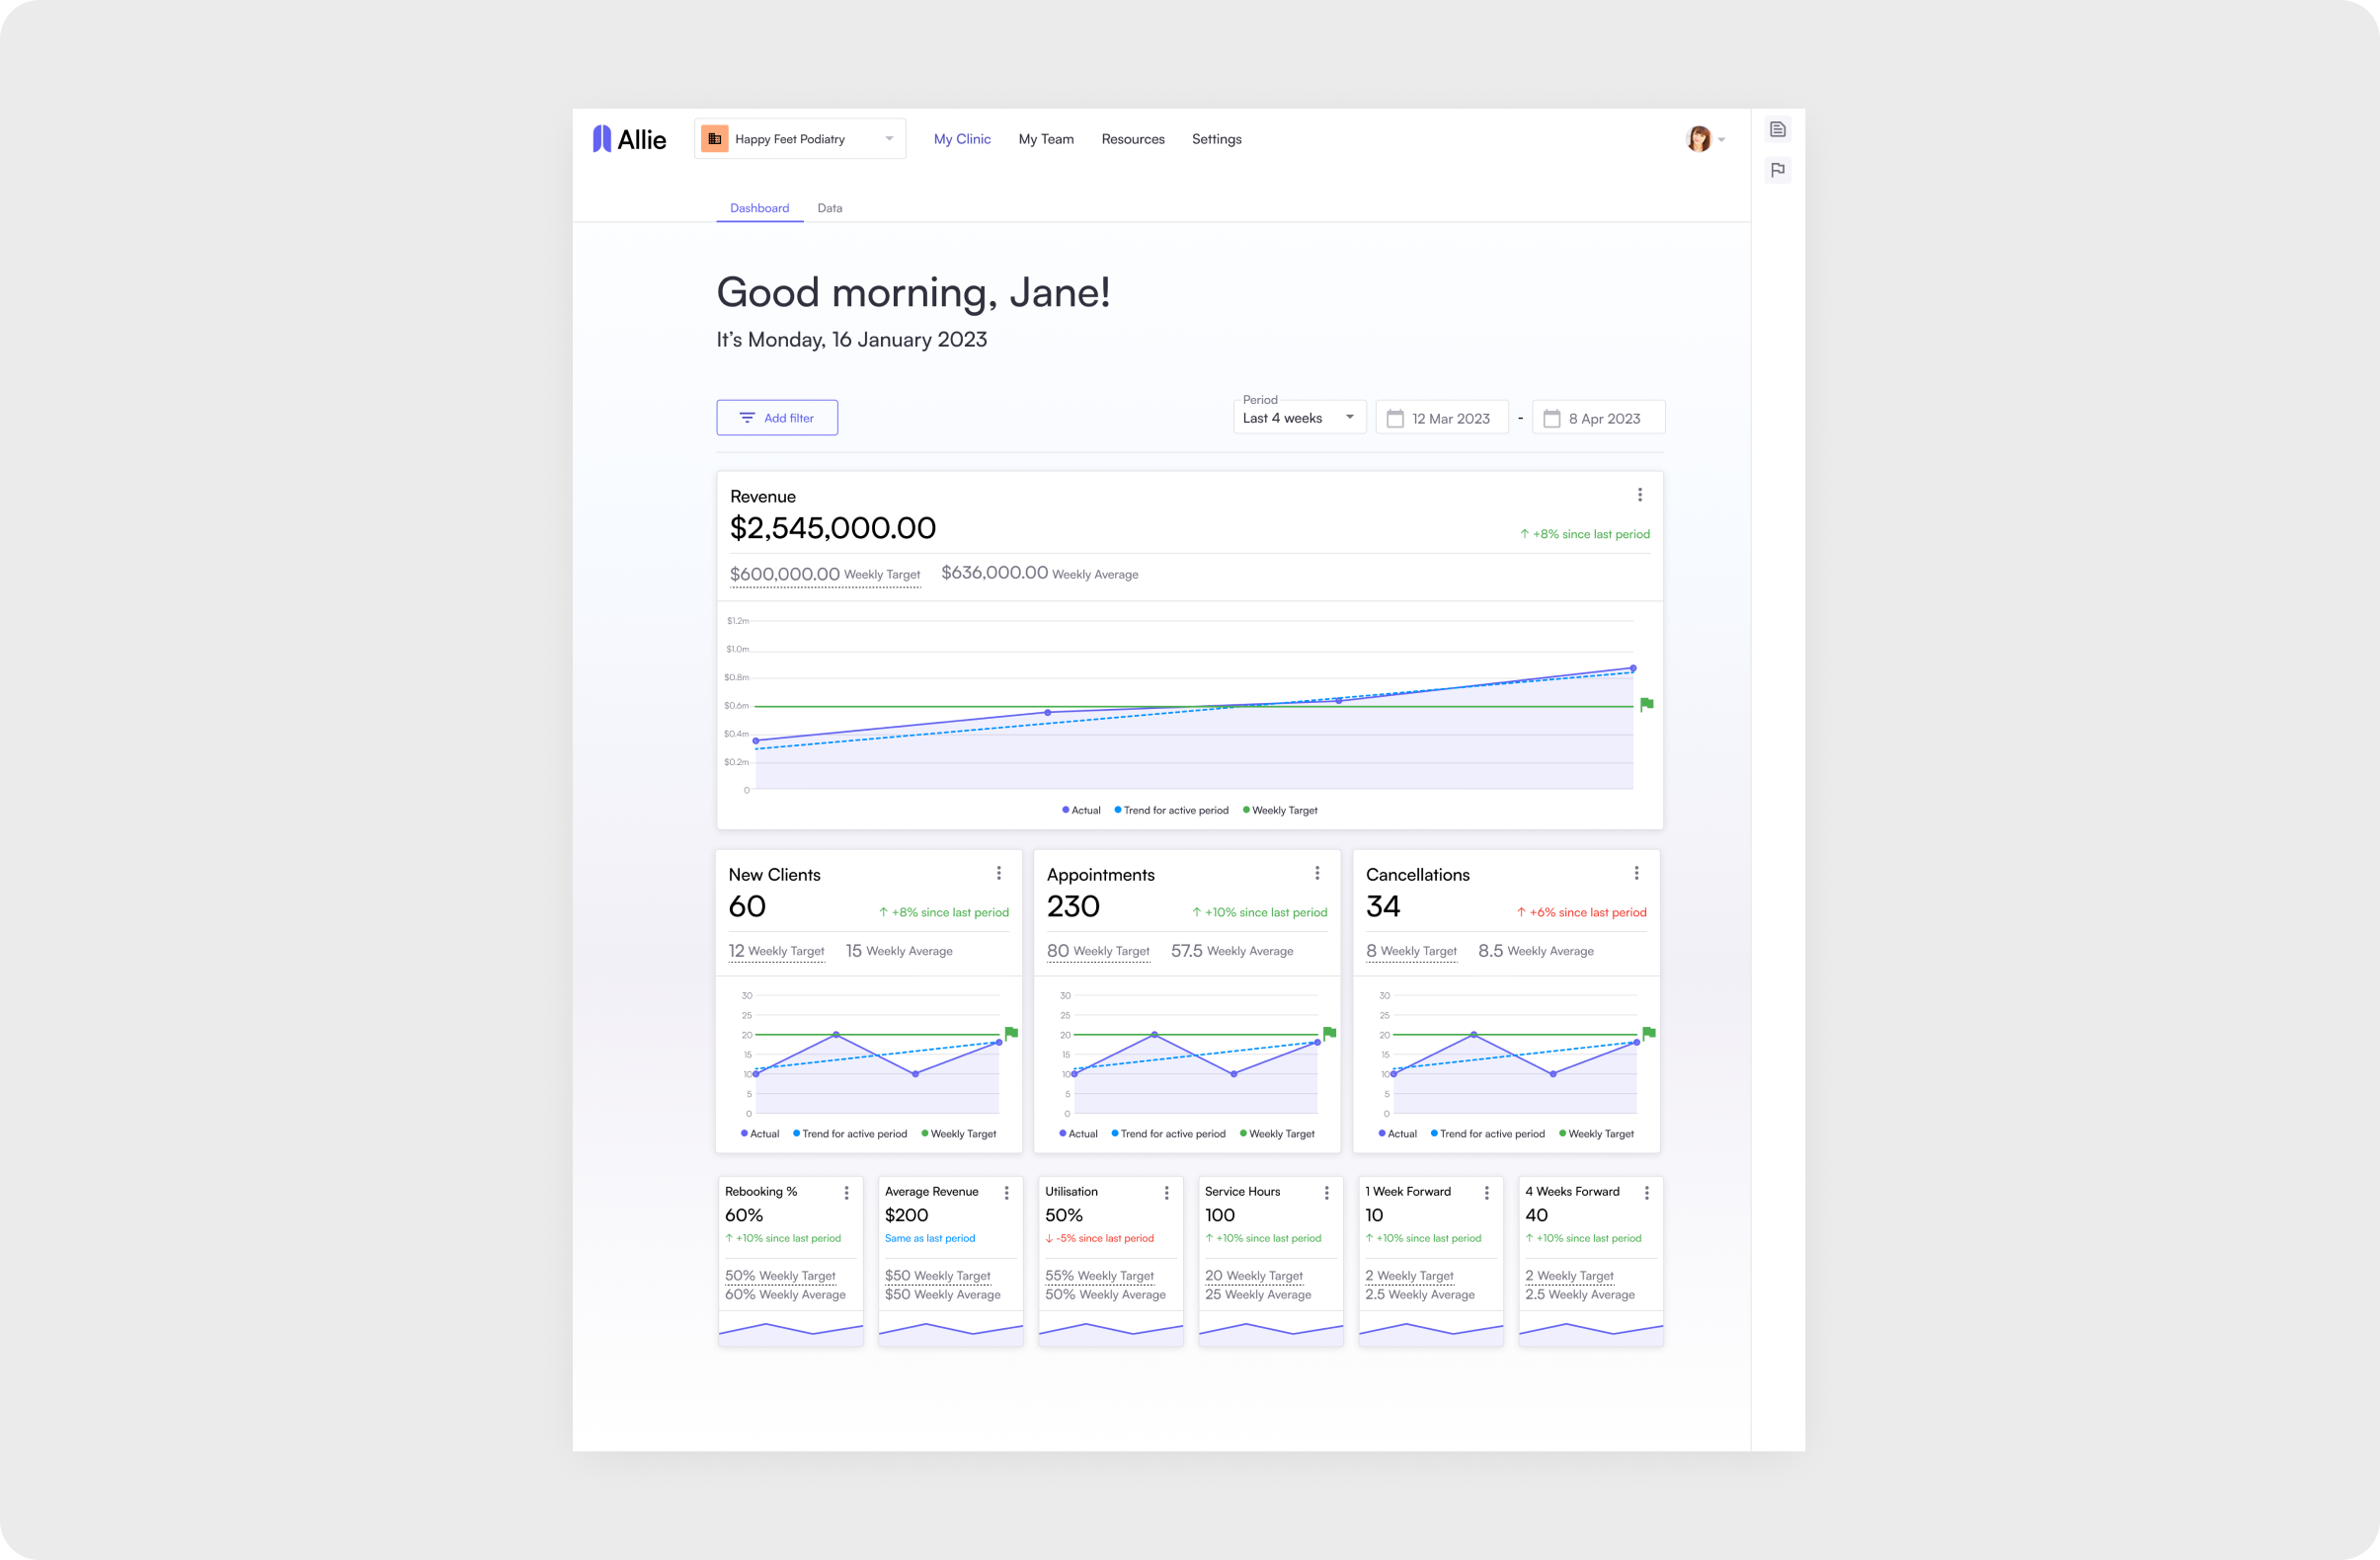 Allie
Happy Feet Podiatry
My Clinic
My Team
Resources
Settings
Dashboard
Data
Good morning, Jane!
It's Monday, 16 January 2023
Add filter
Period
Last 4 weeks
12 Mar 2023
-
8 Apr 2023
Revenue
$2,545,000.00
↑ +8% since last period
$600,000.00 Weekly Target
$636,000.00 Weekly Average
$1.2m
$1.0m
$0.8m
$0.6m
$0.4m
$0.2m
0
Actual
Trend for active period
Weekly Target
New Clients
60
↑ +8% since last period
12 Weekly Target
15 Weekly Average
30
25
20
15
10
5
0
Actual
Trend for active period
Weekly Target
Appointments
230
↑ +10% since last period
80 Weekly Target
57.5 Weekly Average
30
25
20
15
10
5
0
Actual
Trend for active period
Weekly Target
Cancellations
34
↑ +6% since last period
8 Weekly Target
8.5 Weekly Average
30
25
20
15
10
5
0
Actual
Trend for active period
Weekly Target
Rebooking %
60%
↑ +10% since last period
50% Weekly Target
60% Weekly Average
Average Revenue
$200
Same as last period
$50 Weekly Target
$50 Weekly Average
Utilisation
50%
↓ -5% since last period
55% Weekly Target
50% Weekly Average
Service Hours
100
↑ +10% since last period
20 Weekly Target
25 Weekly Average
1 Week Forward
10
↑ +10% since last period
2 Weekly Target
2.5 Weekly Average
4 Weeks Forward
40
↑ +10% since last period
2 Weekly Target
2.5 Weekly Average